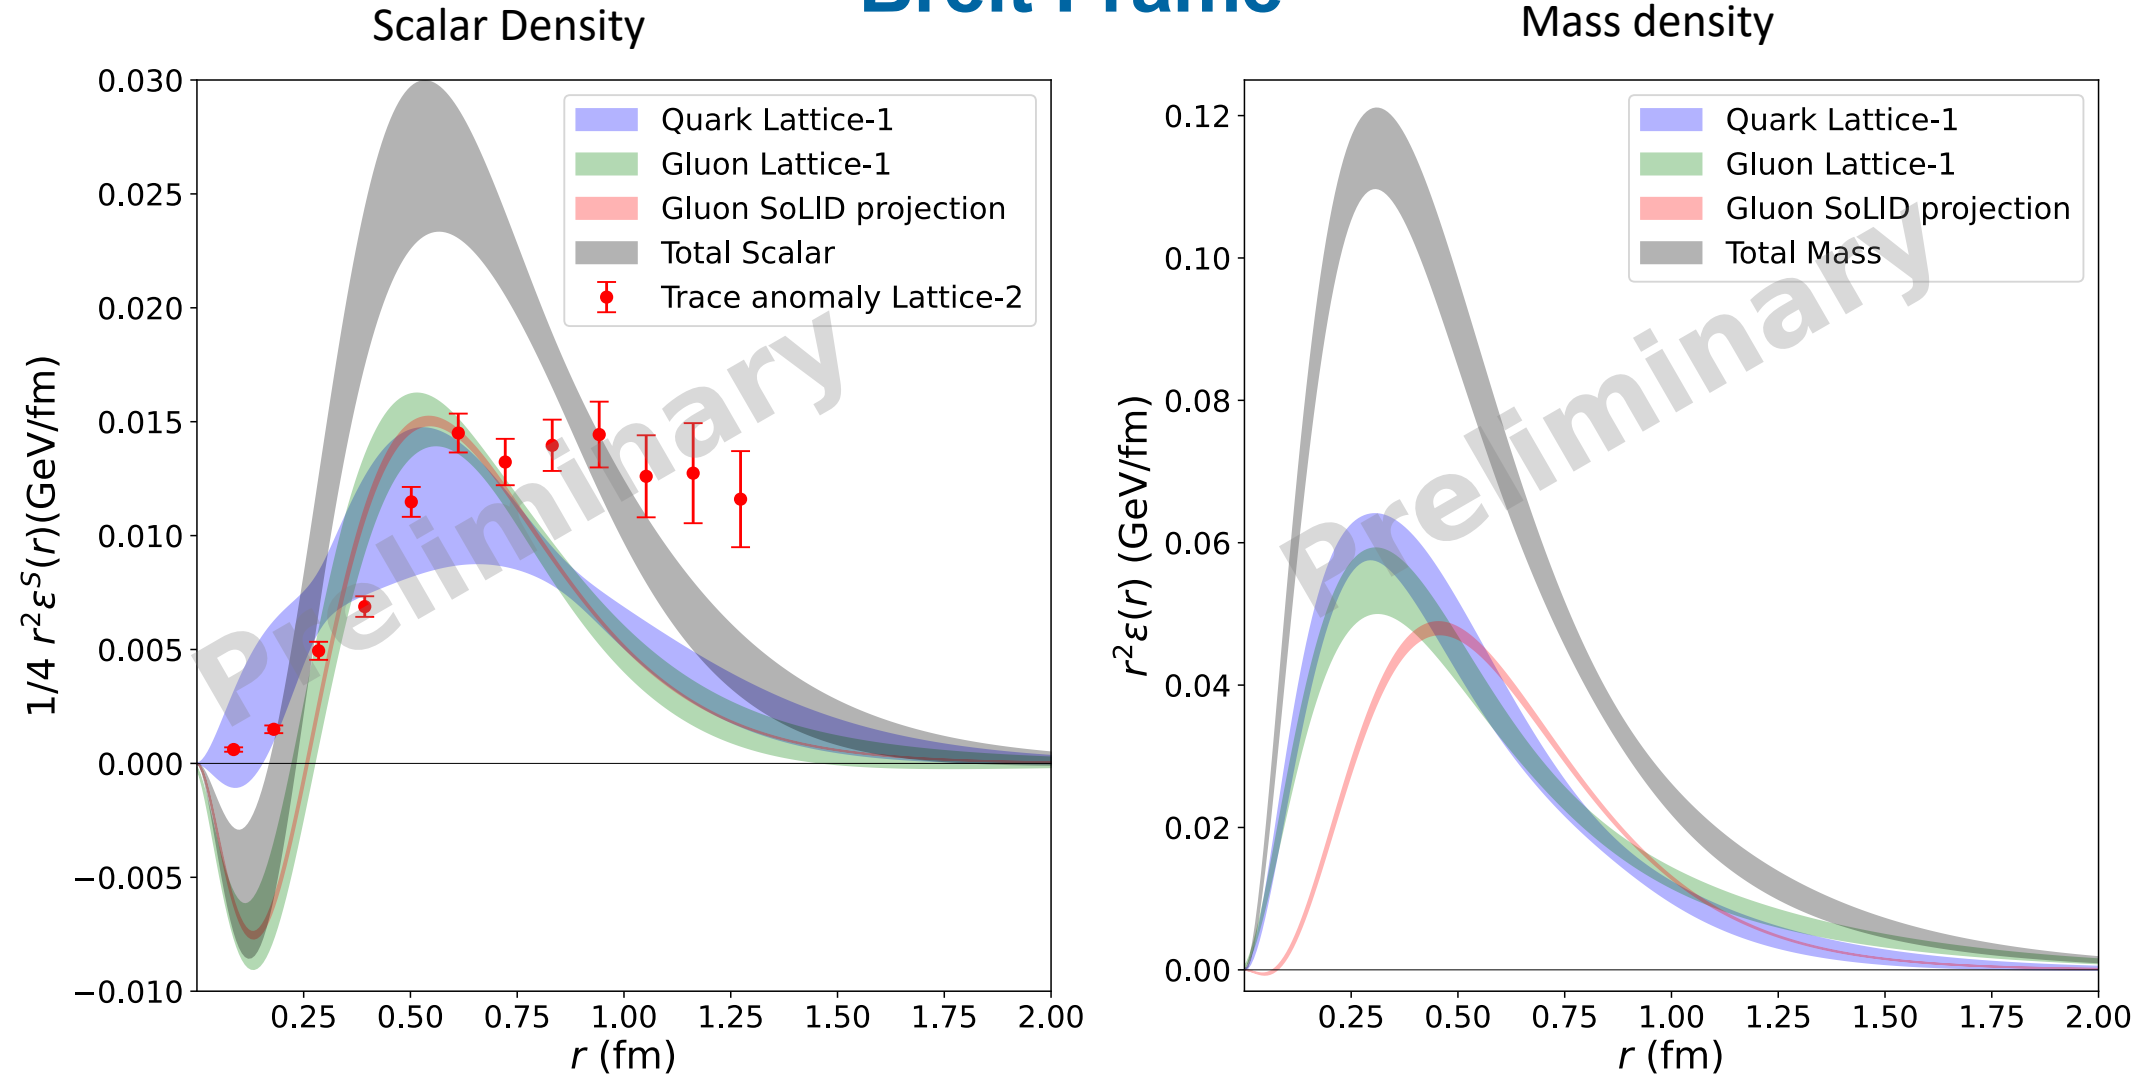 Breit Frame
Scalar Density
0.030
0.025
0.020
0.015
0.010
0.005
0.000
−0.005
−0.010
1/4 r²ε^S(r)(GeV/fm)
Quark Lattice-1
Gluon Lattice-1
Gluon SoLID projection
Total Scalar
Trace anomaly Lattice-2
Preliminary
0.25 0.50 0.75 1.00 1.25 1.50 1.75 2.00
r (fm)
Mass density
0.12
0.10
0.08
0.06
0.04
0.02
0.00
r²ε(r) (GeV/fm)
Quark Lattice-1
Gluon Lattice-1
Gluon SoLID projection
Total Mass
Preliminary
0.25 0.50 0.75 1.00 1.25 1.50 1.75 2.00
r (fm)